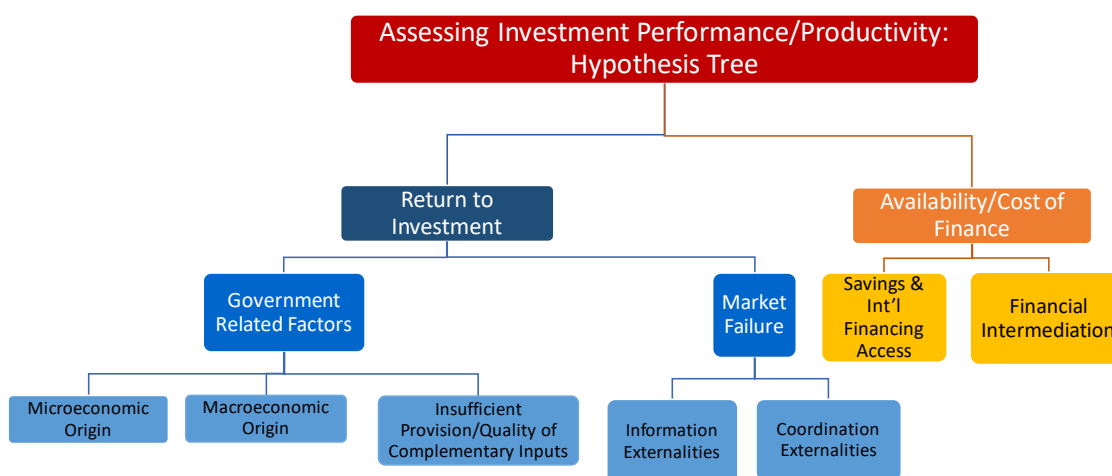 Assessing Investment Performance/Productivity:
Hypothesis Tree
Return to
Investment
Availability/Cost of
Finance
Government
Related Factors
Market
Failure
Savings &
Int'l
Financing
Access
Financial
Intermediation
Microeconomic
Origin
Macroeconomic
Origin
Insufficient
Provision/Quality of
Complementary Inputs
Information
Externalities
Coordination
Externalities